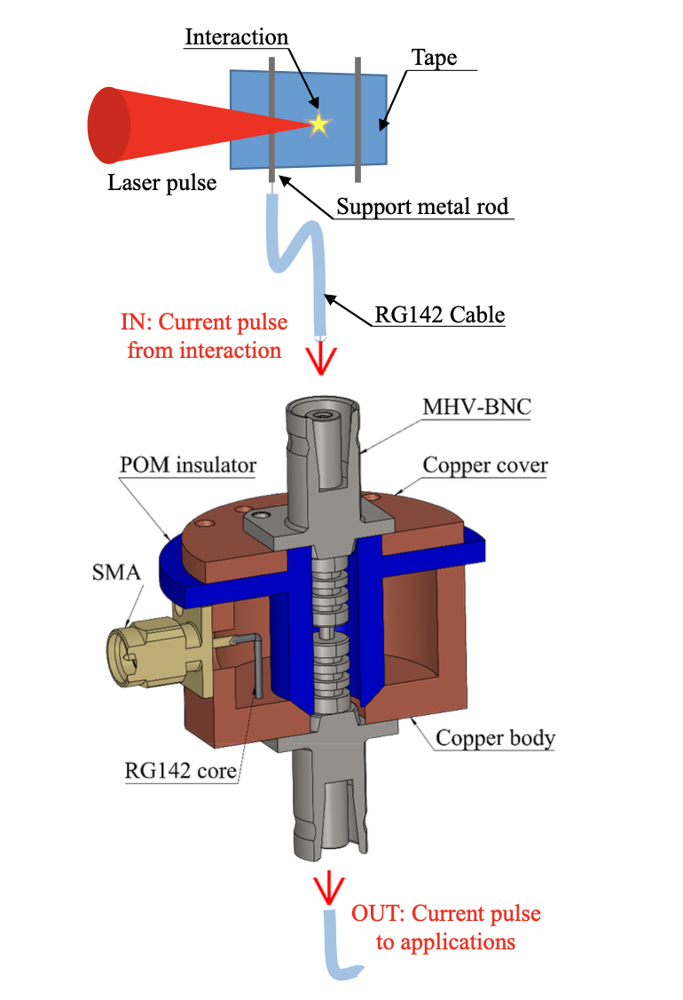 Interaction
Tape
Laser pulse
Support metal rod
RG142 Cable
IN: Current pulse
from interaction
MHV-BNC
POM insulator
Copper cover
SMA
Copper body
RG142 core
OUT: Current pulse
to applications